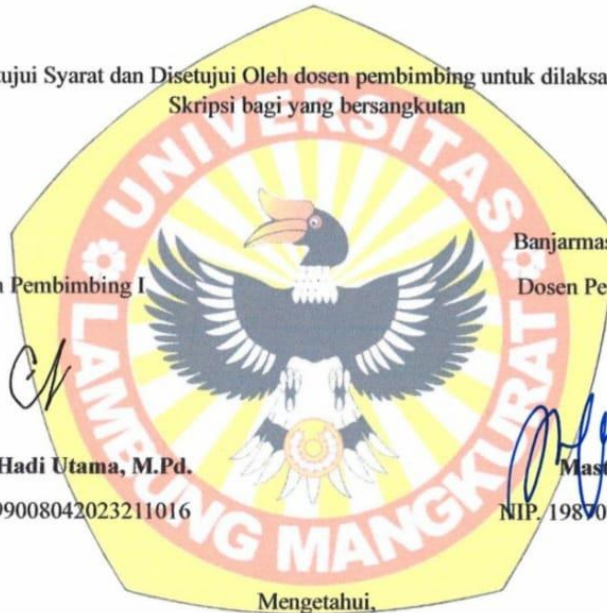 tujui Syarat dan Disetujui Oleh dosen pembimbing untuk dilaksa
Skripsi bagi yang bersangkutan
UNIVERSITAS
LAMBUNG MANGKURAT
Banjarmas
Pembimbing I
Dosen Pe
Hadi Utama, M.Pd.
Mast
99008042023211016
NIP. 19870
Mengetahui,